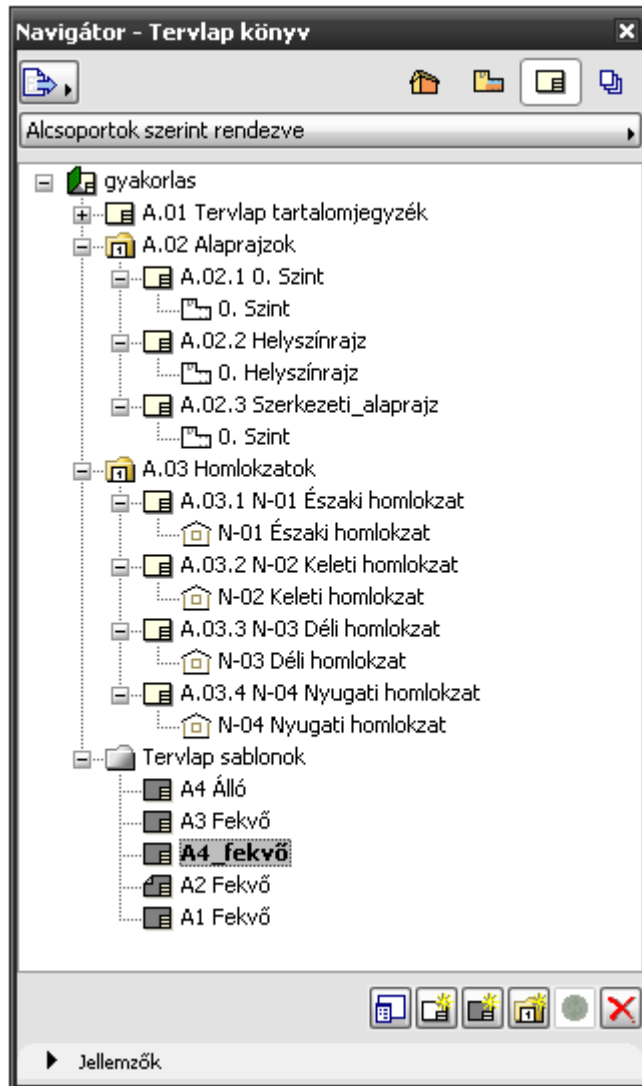 Navigátor - Tervlap könyv
Alcsoportok szerint rendezve
gyakorlas
A.01 Tervlap tartalomjegyzék
A.02 Alaprajzok
A.02.1 0. Szint
0. Szint
A.02.2 Helyszínrajz
0. Helyszínrajz
A.02.3 Szerkezeti_alaprajz
0. Szint
A.03 Homlokzatok
A.03.1 N-01 Északi homlokzat
N-01 Északi homlokzat
A.03.2 N-02 Keleti homlokzat
N-02 Keleti homlokzat
A.03.3 N-03 Déli homlokzat
N-03 Déli homlokzat
A.03.4 N-04 Nyugati homlokzat
N-04 Nyugati homlokzat
Tervlap sablonok
A4 Álló
A3 Fekvő
A4_fekvő
A2 Fekvő
A1 Fekvő
Jellemzők